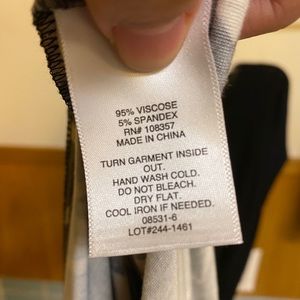 95% VISCOSE
5% SPANDEX
RN# 108357
MADE IN CHINA
TURN GARMENT INSIDE
OUT.
HAND WASH COLD.
DO NOT BLEACH.
DRY FLAT.
COOL IRON IF NEEDED.
08531-6
LOT#244-1461